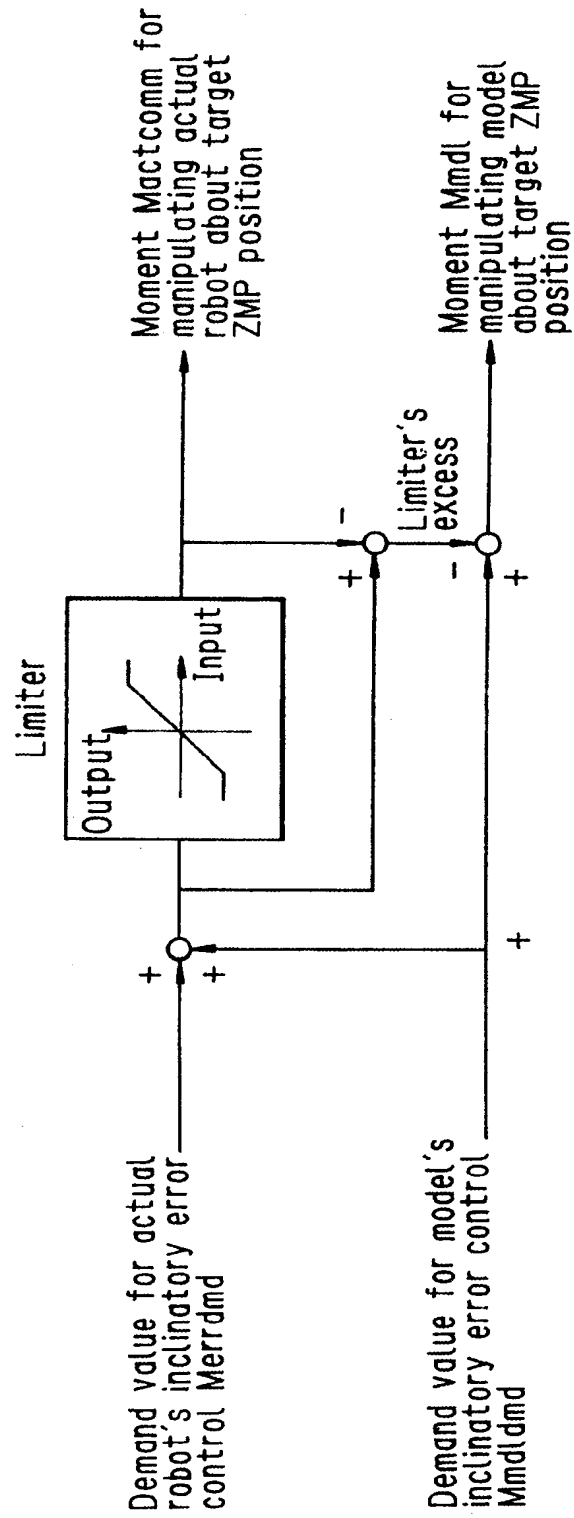 Demand value for actual
robot's inclinatory error
control Merrdmd
+
+
Limiter
Output
Input
Moment Mactcomm for
manipulating actual
robot about target
ZMP position
-
+
Limiter's
excess
-
+
Demand value for model's
inclinatory error control
Mmdldmd
+
Moment Mmdl for
manipulating model
about target ZMP
position